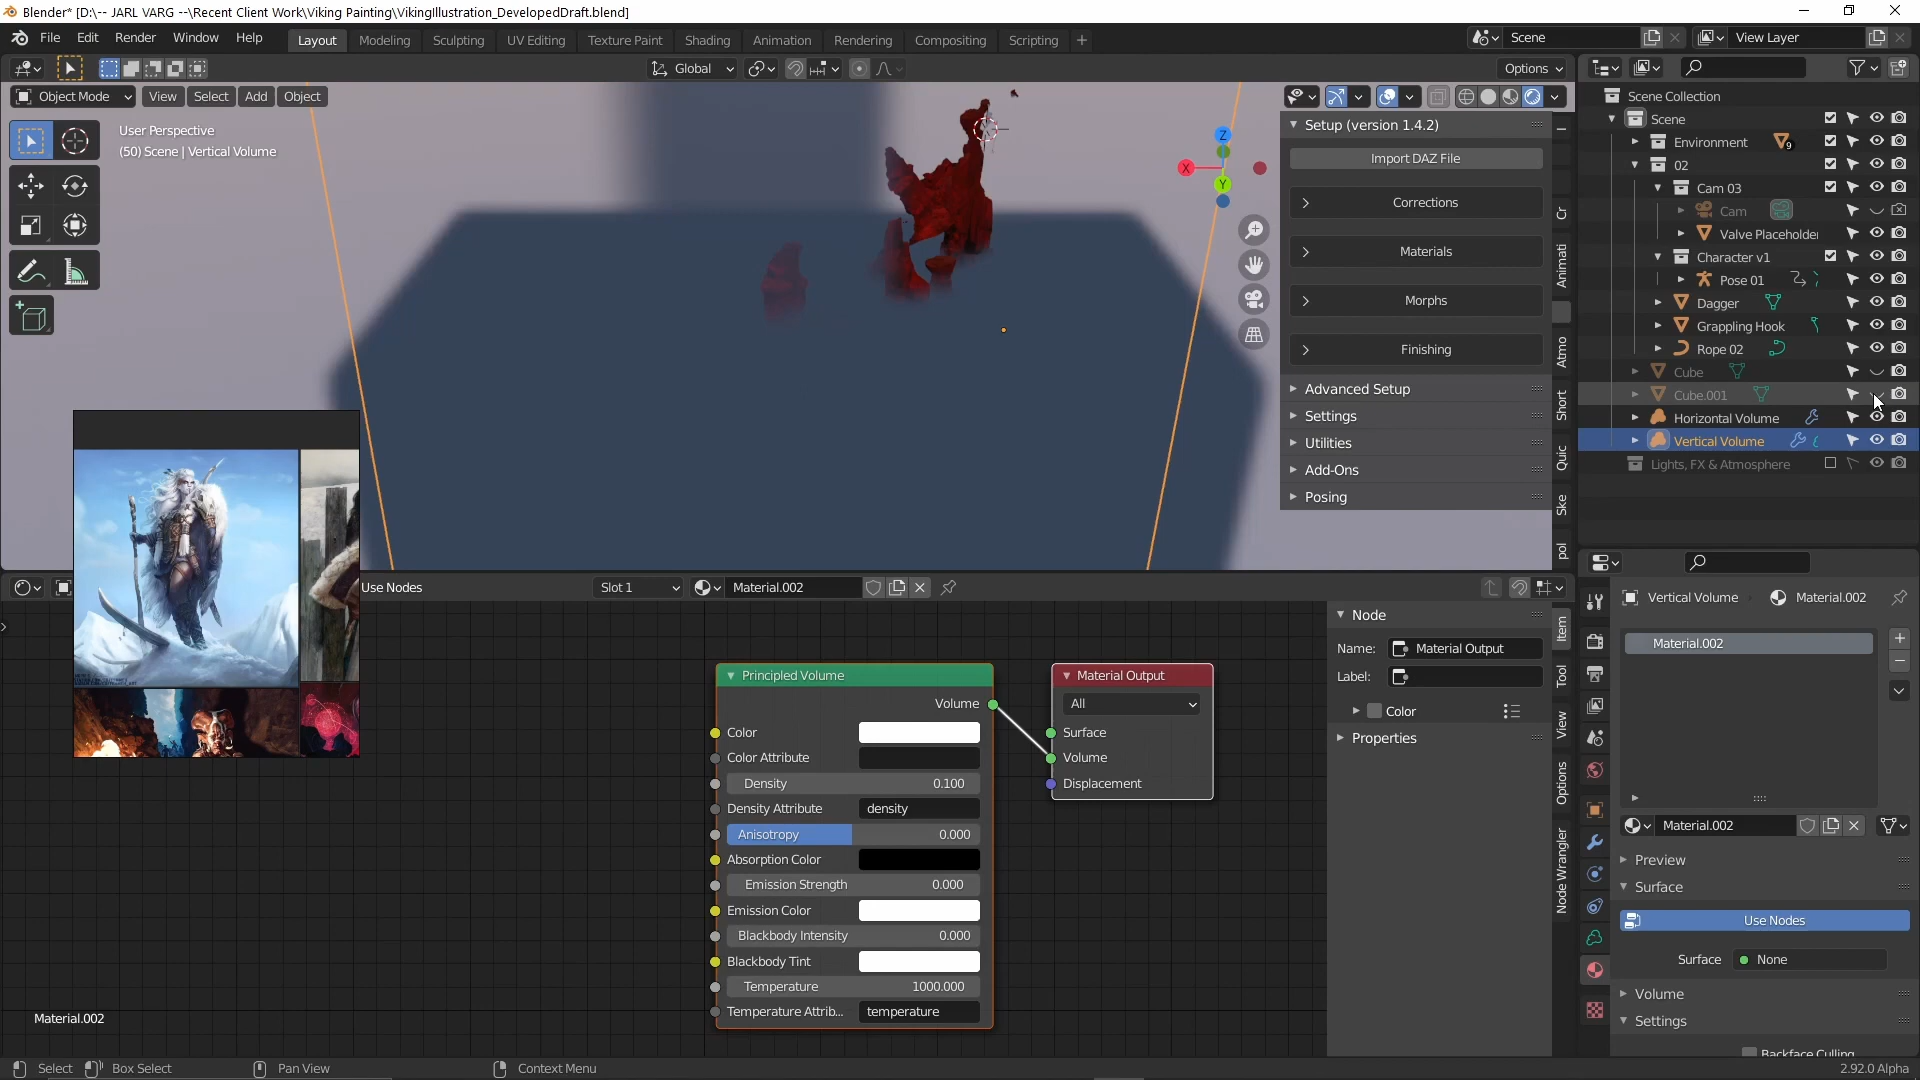 Blender* [D:\-- JARL VARG --\Recent Client Work\Viking Painting\VikingIllustration_DevelopedDraft.blend]
File Edit Render Window Help Layout Modeling Sculpting UV Editing Texture Paint Shading Animation Rendering Compositing Scripting + Scene View Layer
Global Options
Object Mode View Select Add Object
User Perspective
(50) Scene | Vertical Volume
Z
X
Y
Setup (version 1.4.2)
Import DAZ File
Corrections
Materials
Morphs
Finishing
Advanced Setup
Settings
Utilities
Add-Ons
Posing
Cr
Animati
Atmo
Short
Quic
Ske
pol
Scene Collection
Scene
Environment 9
02
Cam 03
Cam
Valve Placeholder
Character v1
Pose 01
Dagger
Grappling Hook
Rope 02
Cube
Cube.001
Horizontal Volume
Vertical Volume
Lights, FX & Atmosphere
Use Nodes Slot 1 Material.002
Principled Volume
Volume
Color
Color Attribute
Density 0.100
Density Attribute density
Anisotropy 0.000
Absorption Color
Emission Strength 0.000
Emission Color
Blackbody Intensity 0.000
Blackbody Tint
Temperature 1000.000
Temperature Attrib... temperature
Material Output
All
Surface
Volume
Displacement
Node
Name: Material Output
Label:
Color
Properties
Item
Tool
View
Options
Node Wrangler
Vertical Volume Material.002
Material.002
Material.002
Preview
Surface
Use Nodes
Surface None
Volume
Settings
Backface Culling
Material.002
Select Box Select Pan View Context Menu 2.92.0 Alpha